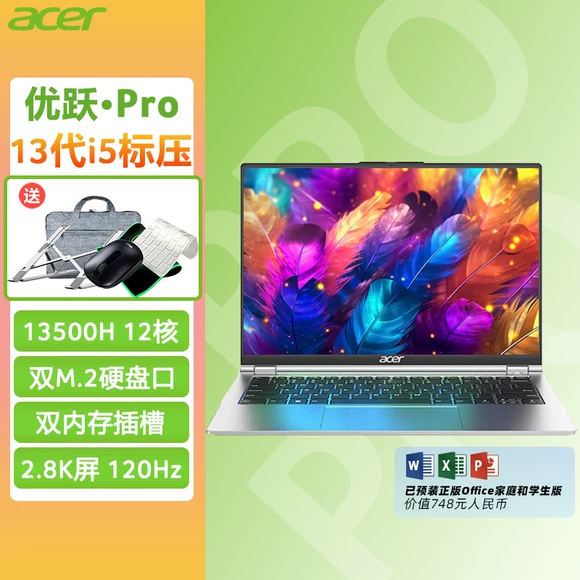 acer
优跃·Pro
13代i5标压
送
13500H 12核
双M.2硬盘口
双内存插槽
2.8K屏 120Hz
acer
W X P
已预装正版Office家庭和学生版
价值748元人民币
PRO
PRO